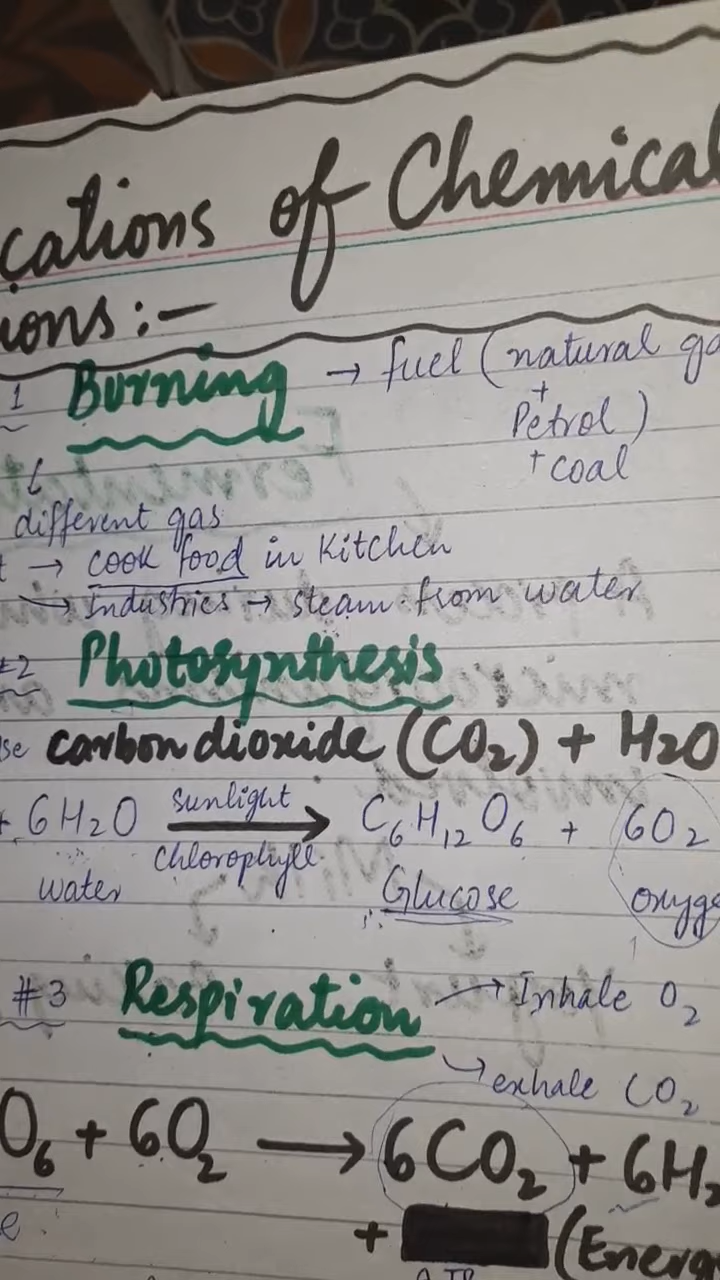 cations of Chemical
ions :-
1 Burning → fuel (natural ga
+
Petrol)
+ coal
different gas
t → cook food in Kitchen
→ Industries → steam from water
#2 Photosynthesis
se carbondioxide (CO₂) + H₂O
+ 6H₂O sunlight → C₆H₁₂O₆ + 6O₂
chlorophyll
water Glucose oxyge
#3 Respiration → Inhale O₂
→ exhale CO₂
O₆ + 6O₂ → 6CO₂ + 6H₂
e + (Energ